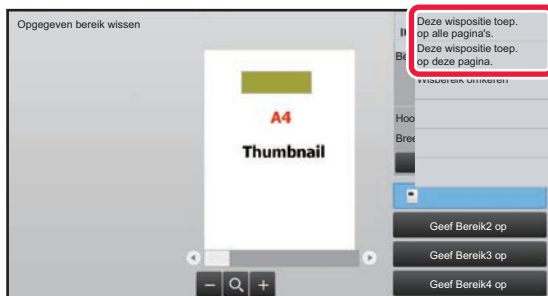 Opgegeven bereik wissen
Deze wispositie toep.
op alle pagina's.
Deze wispositie toep.
op deze pagina.
Wisbereik omkeren
A4
Thumbnail
Geef Bereik2 op
Geef Bereik3 op
Geef Bereik4 op